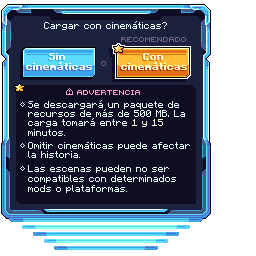 Cargar con cinemáticas?
RECOMENDADO
Sin
cinemáticas
o
Con
cinemáticas
ADVERTENCIA
Se descargará un paquete de
recursos de más de 500 MB. La
carga tomará entre 1 y 15
minutos.
Omitir cinemáticas puede afectar
la historia.
Las escenas pueden no ser
compatibles con determinados
mods o plataformas.